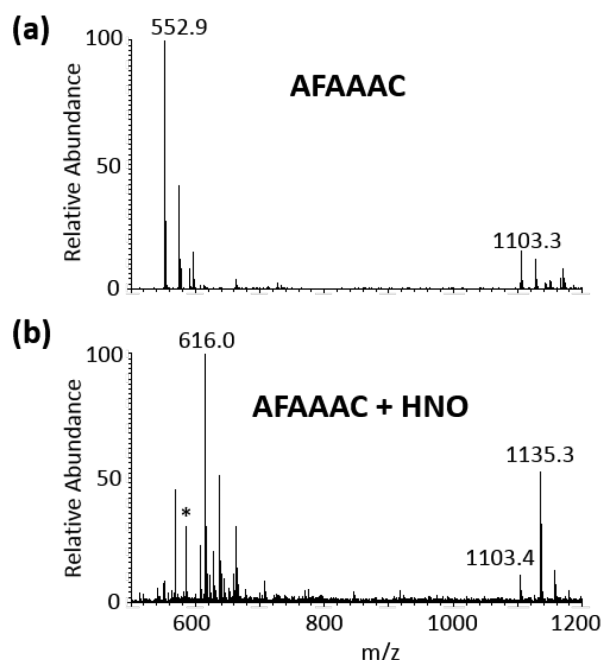 (a)
552.9
100
AFAAAC
50
1103.3
0
Relative Abundance
(b)
616.0
100
AFAAAC + HNO
1135.3
50
*
1103.4
0
Relative Abundance
600 800 1000 1200
m/z